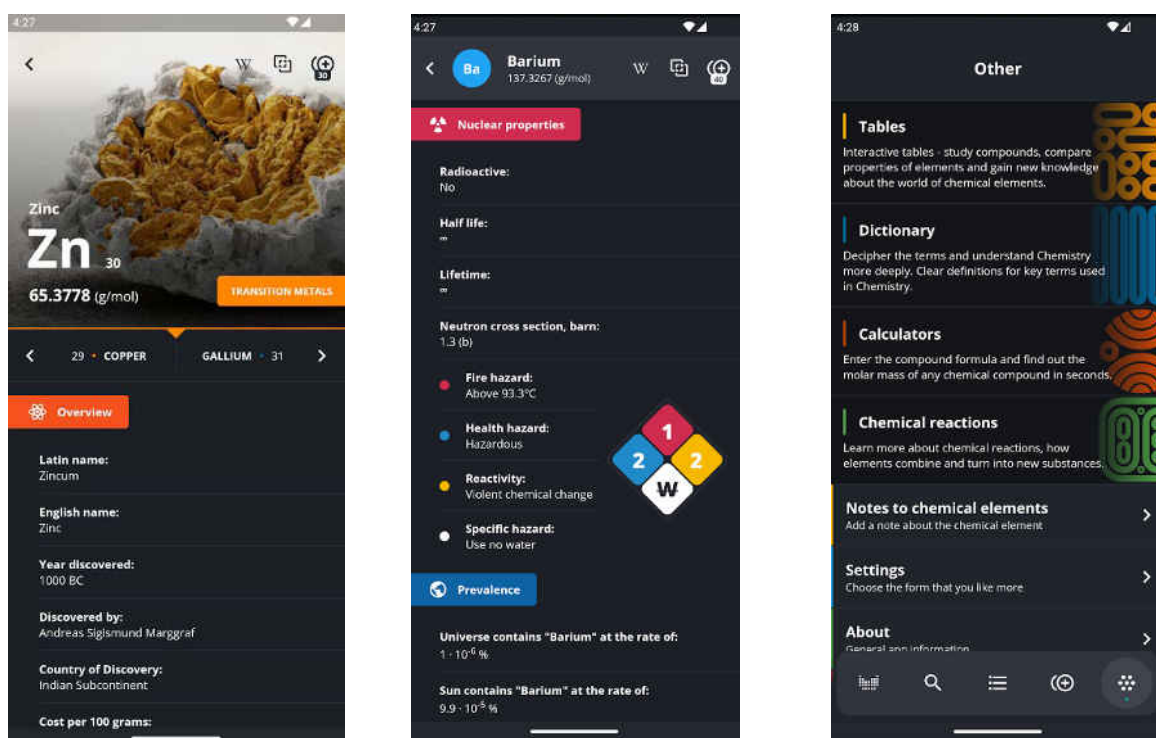 4:27
W
30
Zinc
Zn 30
65.3778 (g/mol)
TRANSITION METALS
29 • COPPER
GALLIUM • 31
Overview
Latin name:
Zincum
English name:
Zinc
Year discovered:
1000 BC
Discovered by:
Andreas Sigismund Marggraf
Country of Discovery:
Indian Subcontinent
Cost per 100 grams:
4:27
Ba
Barium
137.3267 (g/mol)
W
40
Nuclear properties
Radioactive:
No
Half life:
∞
Lifetime:
∞
Neutron cross section, barn:
1.3 (b)
Fire hazard:
Above 93.3°C
Health hazard:
Hazardous
Reactivity:
Violent chemical change
Specific hazard:
Use no water
1
2 2
W
Prevalence
Universe contains "Barium" at the rate of:
1 · 10⁻⁶ %
Sun contains "Barium" at the rate of:
9.9 · 10⁻⁶ %
4:28
Other
Tables
Interactive tables - study compounds, compare
properties of elements and gain new knowledge
about the world of chemical elements.
Dictionary
Decipher the terms and understand Chemistry
more deeply. Clear definitions for key terms used
in Chemistry.
Calculators
Enter the compound formula and find out the
molar mass of any chemical compound in seconds.
Chemical reactions
Learn more about chemical reactions, how
elements combine and turn into new substances.
Notes to chemical elements
Add a note about the chemical element
Settings
Choose the form that you like more
About
General app information